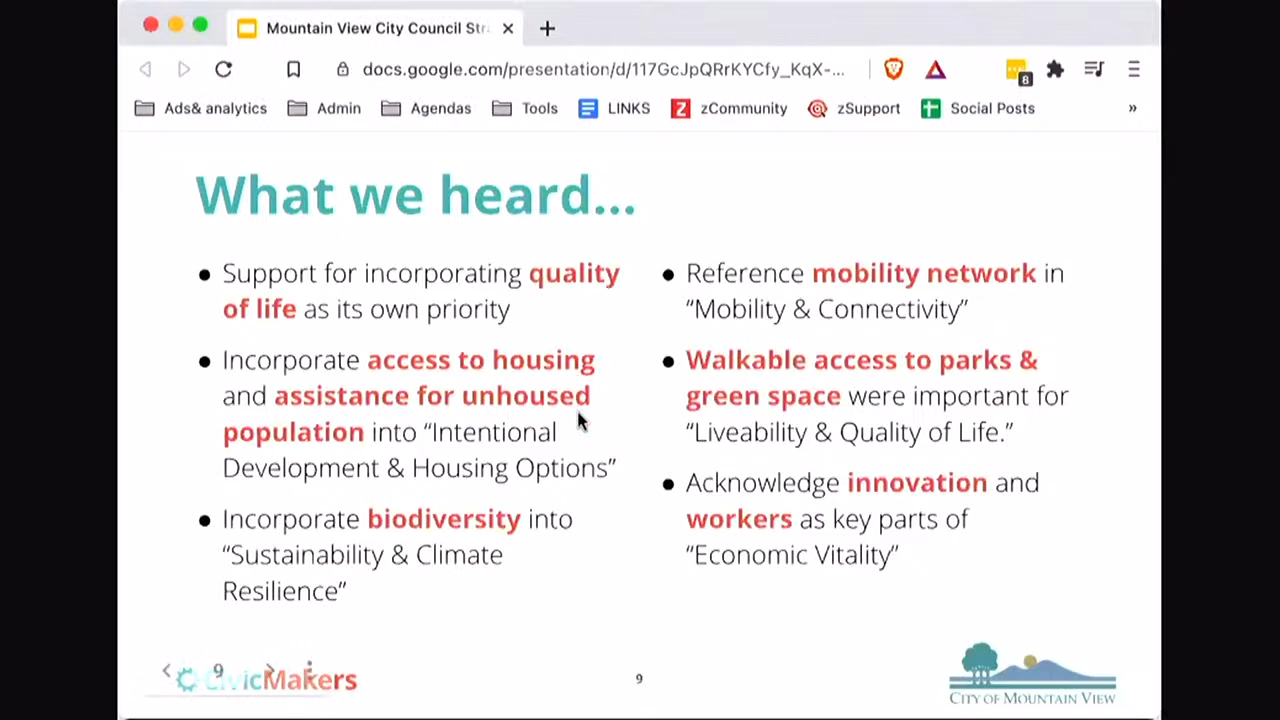 Mountain View City Council Str
docs.google.com/presentation/d/117GcJpQRrKYCfy_KqX-...
8
Ads& analytics
Admin
Agendas
Tools
LINKS
zCommunity
zSupport
Social Posts
»
What we heard...
● Support for incorporating quality
of life as its own priority
● Incorporate access to housing
and assistance for unhoused
population into “Intentional
Development & Housing Options”
● Incorporate biodiversity into
“Sustainability & Climate
Resilience”
● Reference mobility network in
“Mobility & Connectivity”
● Walkable access to parks &
green space were important for
“Liveability & Quality of Life.”
● Acknowledge innovation and
workers as key parts of
“Economic Vitality”
9
CivicMakers
9
CITY OF MOUNTAIN VIEW